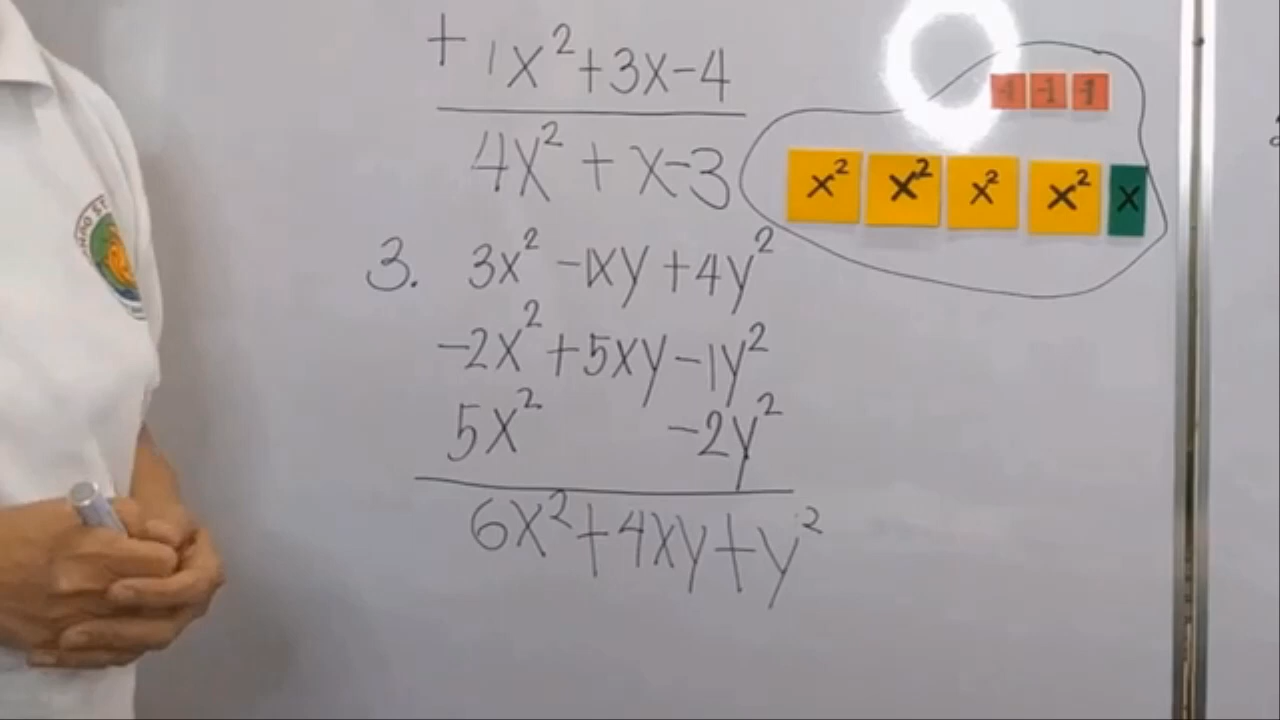 + 1x²+3x-4
4x² + x-3
-1 -1 -1
x² x² x² x² x
3. 3x² -1xy +4y²
-2x²+5xy-1y²
5x² -2y²
6x²+4xy+y²